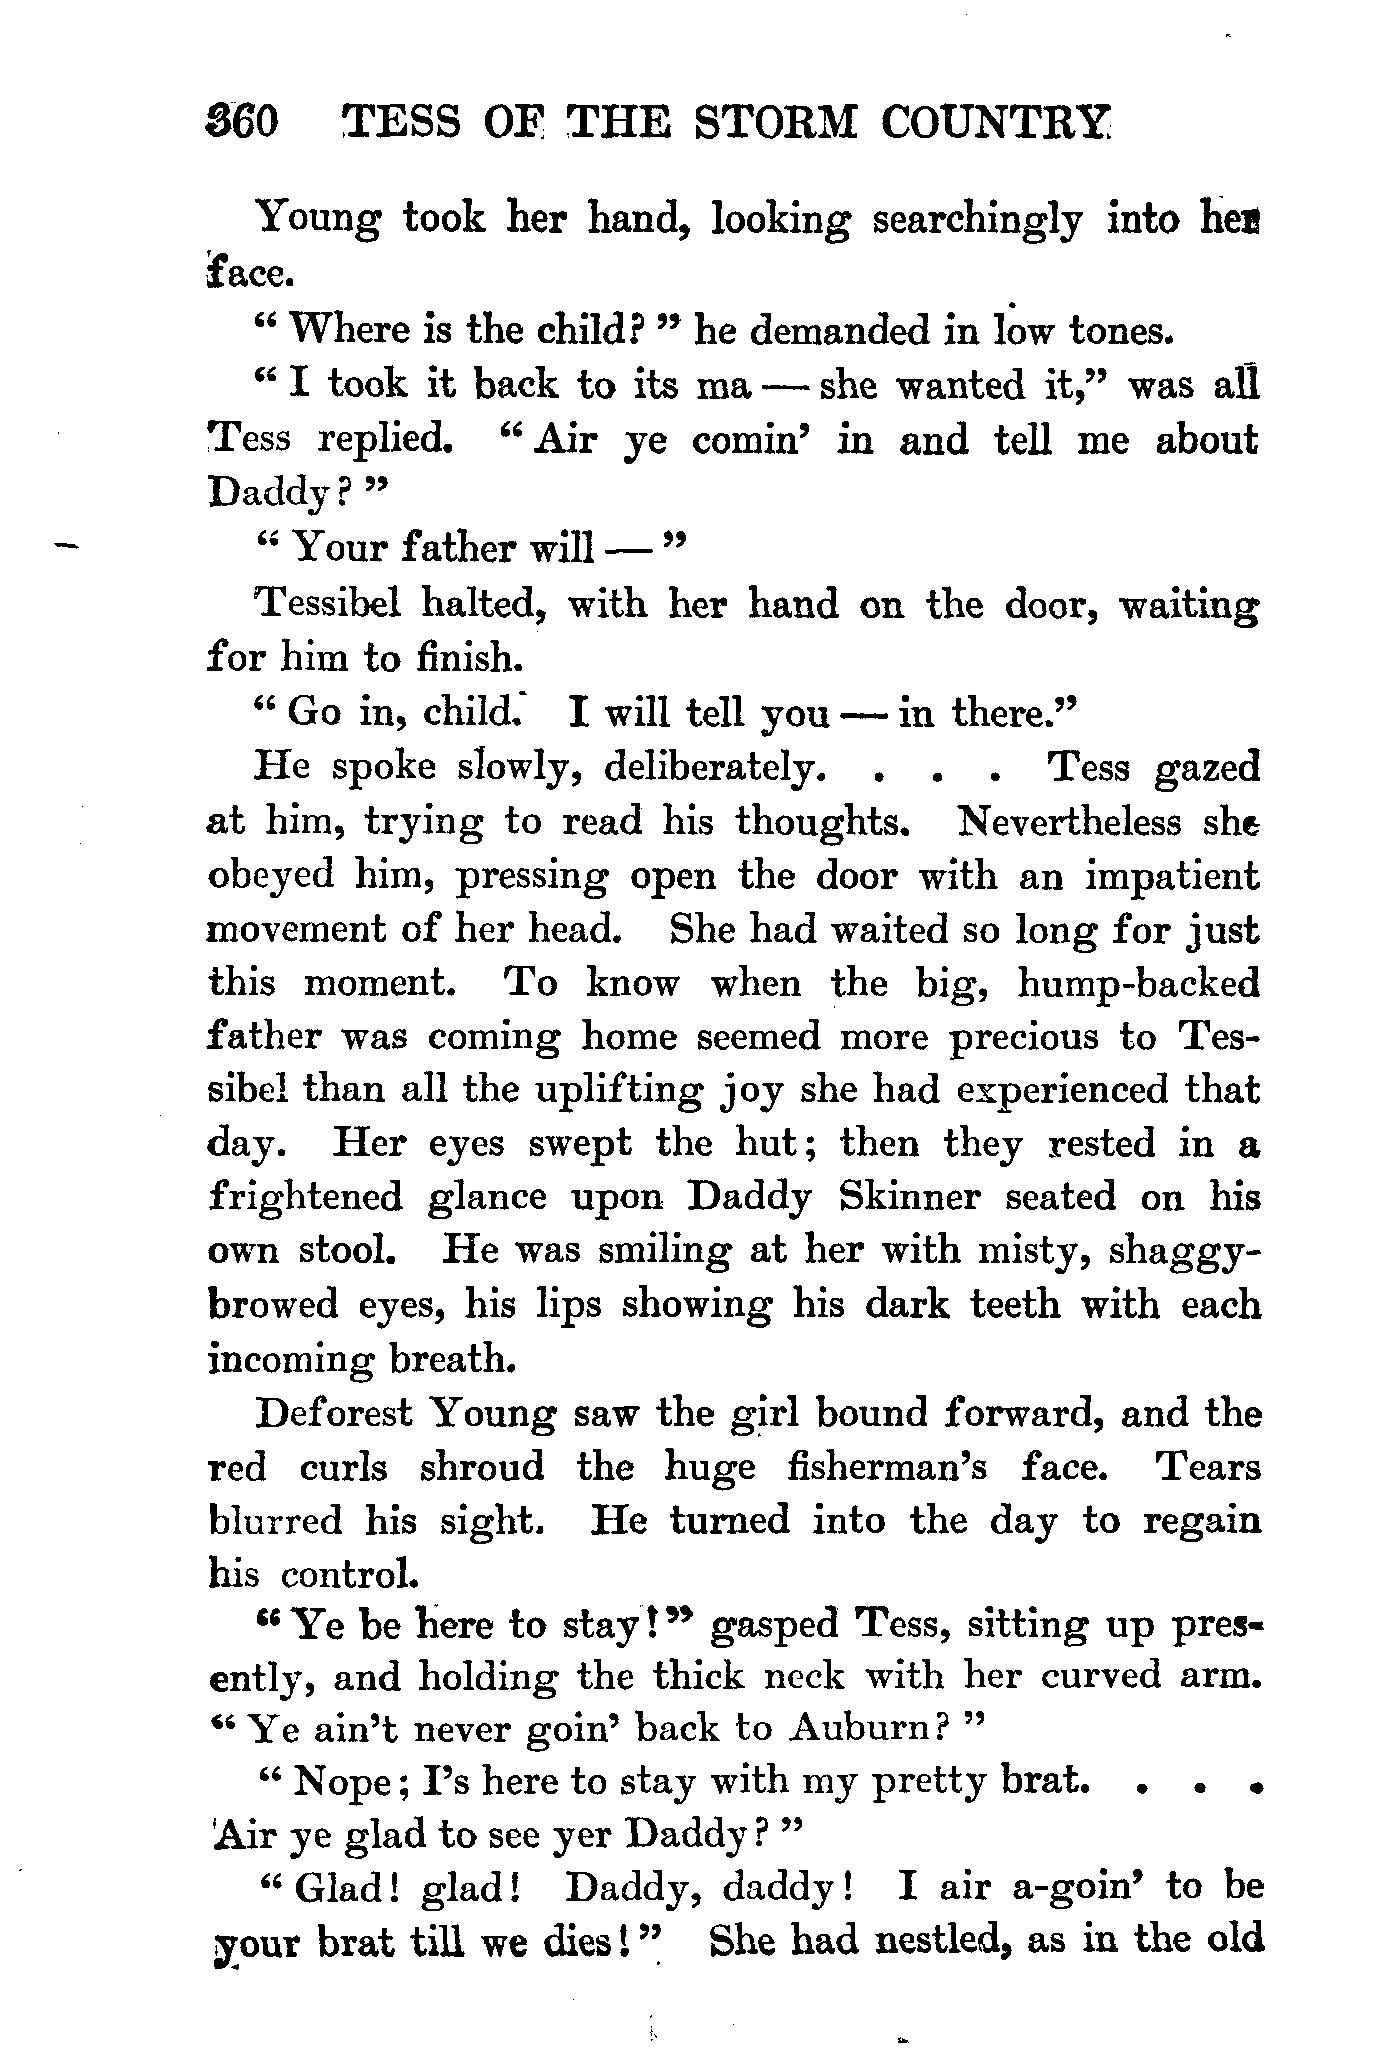 360 TESS OF THE STORM COUNTRY
Young took her hand, looking searchingly into her
face.
“ Where is the child? ” he demanded in low tones.
“ I took it back to its ma — she wanted it,” was all
Tess replied. “ Air ye comin’ in and tell me about
Daddy? ”
“ Your father will — ”
Tessibel halted, with her hand on the door, waiting
for him to finish.
“ Go in, child. I will tell you — in there.”
He spoke slowly, deliberately. . . . Tess gazed
at him, trying to read his thoughts. Nevertheless she
obeyed him, pressing open the door with an impatient
movement of her head. She had waited so long for just
this moment. To know when the big, hump-backed
father was coming home seemed more precious to Tes-
sibel than all the uplifting joy she had experienced that
day. Her eyes swept the hut; then they rested in a
frightened glance upon Daddy Skinner seated on his
own stool. He was smiling at her with misty, shaggy-
browed eyes, his lips showing his dark teeth with each
incoming breath.
Deforest Young saw the girl bound forward, and the
red curls shroud the huge fisherman’s face. Tears
blurred his sight. He turned into the day to regain
his control.
“ Ye be here to stay!” gasped Tess, sitting up pres-
ently, and holding the thick neck with her curved arm.
“ Ye ain’t never goin’ back to Auburn? ”
“ Nope; I’s here to stay with my pretty brat. . . .
Air ye glad to see yer Daddy? ”
“ Glad! glad! Daddy, daddy! I air a-goin’ to be
your brat till we dies! ” She had nestled, as in the old